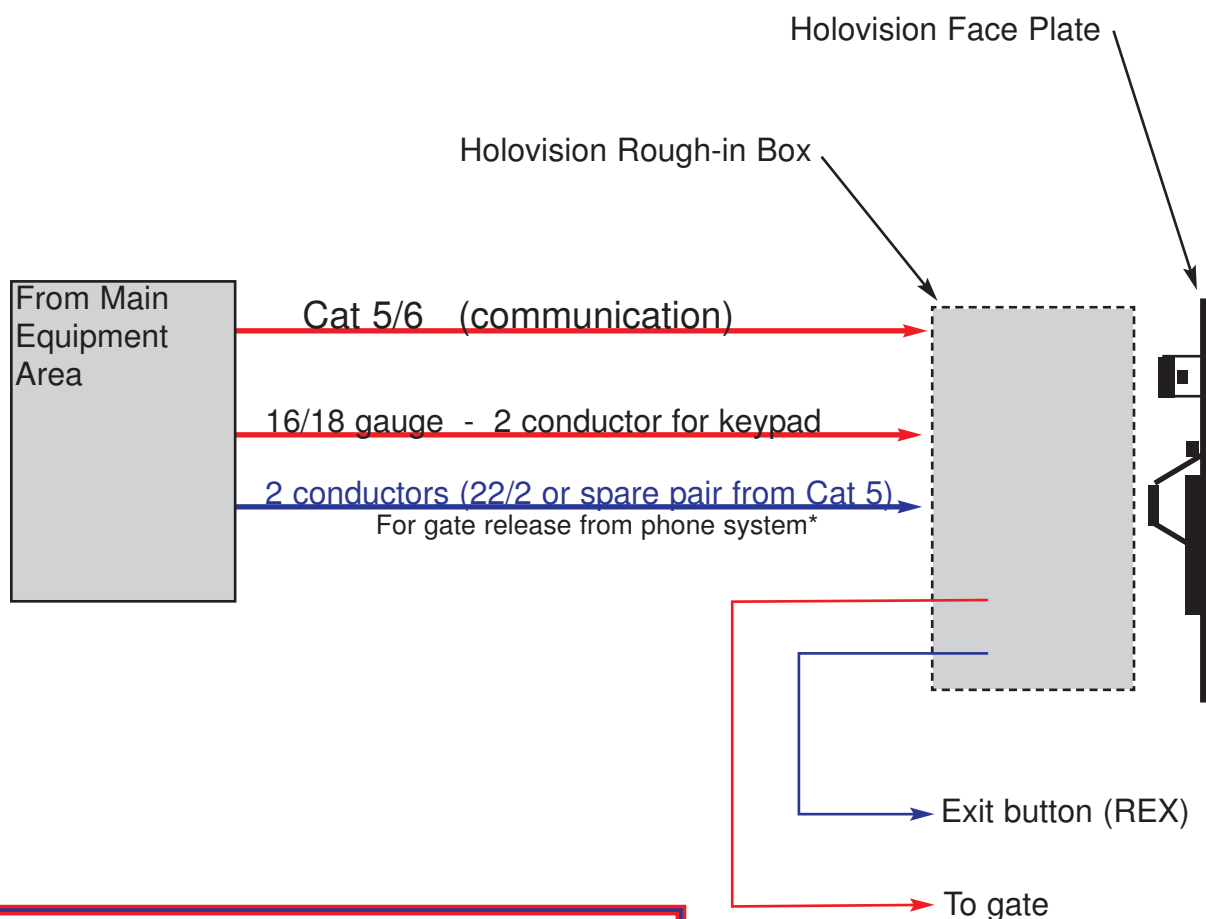 Holovision Face Plate
Holovision Rough-in Box
From Main
Equipment
Area
Cat 5/6 (communication)
16/18 gauge - 2 conductor for keypad
2 conductors (22/2 or spare pair from Cat 5)
For gate release from phone system*
Exit button (REX)
To gate